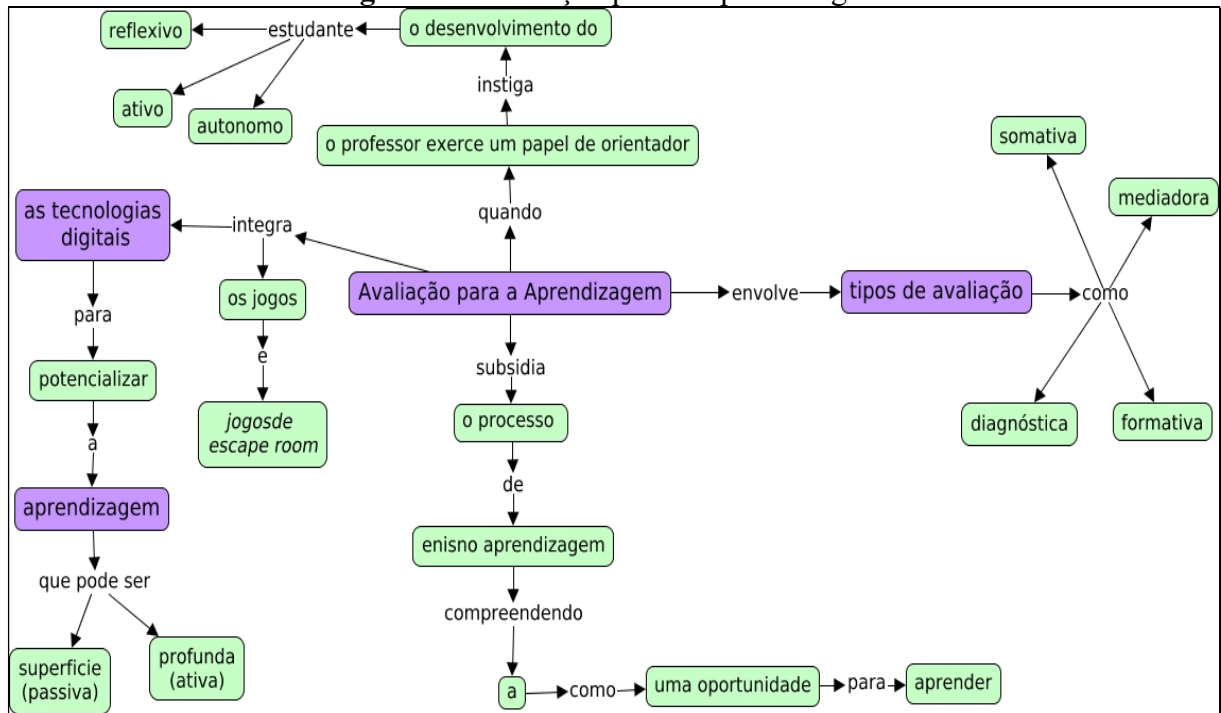 reflexivo
estudante
o desenvolvimento do
ativo
autonomo
instiga
o professor exerce um papel de orientador
quando
as tecnologias
digitais
integra
os jogos
e
jogosde
escape room
para
potencializar
a
aprendizagem
que pode ser
superficie
(passiva)
profunda
(ativa)
Avaliação para a Aprendizagem
envolve
tipos de avaliação
como
somativa
mediadora
diagnóstica
formativa
subsidia
o processo
de
enisno aprendizagem
compreendendo
a
como
uma oportunidade
para
aprender